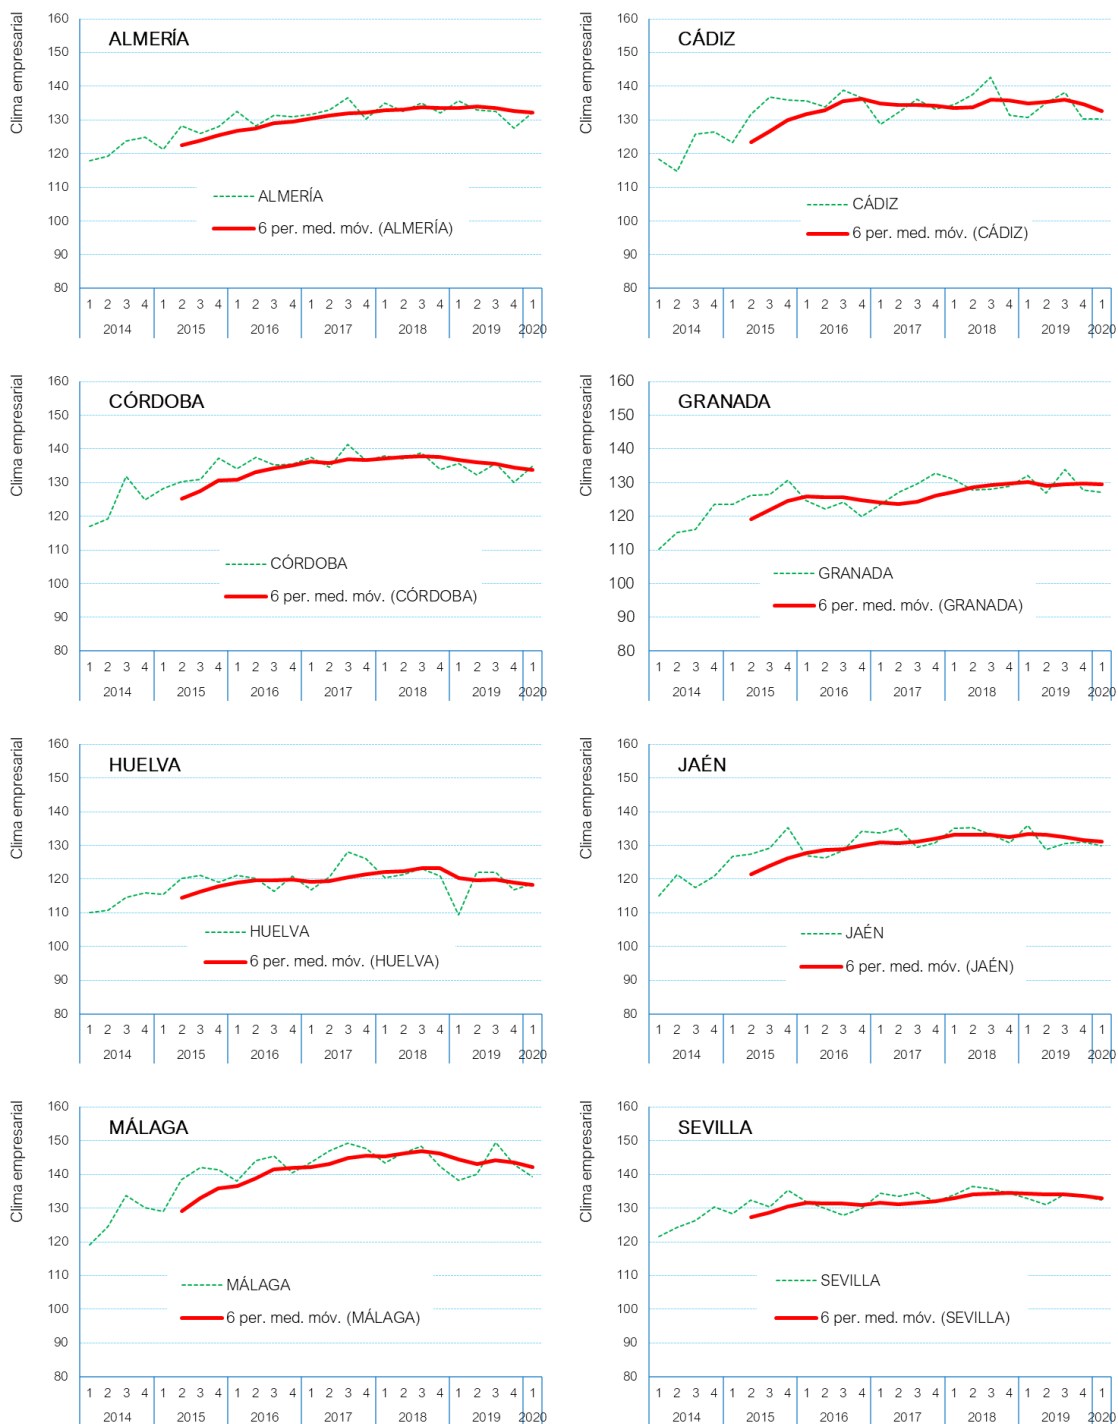 Clima empresarial
ALMERÍA
160
150
140
130
120
110
100
90
80
ALMERÍA
6 per. med. móv. (ALMERÍA)
1 2 3 4 1 2 3 4 1 2 3 4 1 2 3 4 1 2 3 4 1 2 3 4 1
2014 2015 2016 2017 2018 2019 2020
Clima empresarial
CÁDIZ
160
150
140
130
120
110
100
90
80
CÁDIZ
6 per. med. móv. (CÁDIZ)
1 2 3 4 1 2 3 4 1 2 3 4 1 2 3 4 1 2 3 4 1 2 3 4 1
2014 2015 2016 2017 2018 2019 2020
Clima empresarial
CÓRDOBA
160
150
140
130
120
110
100
90
80
CÓRDOBA
6 per. med. móv. (CÓRDOBA)
1 2 3 4 1 2 3 4 1 2 3 4 1 2 3 4 1 2 3 4 1 2 3 4 1
2014 2015 2016 2017 2018 2019 2020
Clima empresarial
GRANADA
160
150
140
130
120
110
100
90
80
GRANADA
6 per. med. móv. (GRANADA)
1 2 3 4 1 2 3 4 1 2 3 4 1 2 3 4 1 2 3 4 1 2 3 4 1
2014 2015 2016 2017 2018 2019 2020
Clima empresarial
HUELVA
160
150
140
130
120
110
100
90
80
HUELVA
6 per. med. móv. (HUELVA)
1 2 3 4 1 2 3 4 1 2 3 4 1 2 3 4 1 2 3 4 1 2 3 4 1
2014 2015 2016 2017 2018 2019 2020
Clima empresarial
JAÉN
160
150
140
130
120
110
100
90
80
JAÉN
6 per. med. móv. (JAÉN)
1 2 3 4 1 2 3 4 1 2 3 4 1 2 3 4 1 2 3 4 1 2 3 4 1
2014 2015 2016 2017 2018 2019 2020
Clima empresarial
MÁLAGA
160
150
140
130
120
110
100
90
80
MÁLAGA
6 per. med. móv. (MÁLAGA)
1 2 3 4 1 2 3 4 1 2 3 4 1 2 3 4 1 2 3 4 1 2 3 4 1
2014 2015 2016 2017 2018 2019 2020
Clima empresarial
SEVILLA
160
150
140
130
120
110
100
90
80
SEVILLA
6 per. med. móv. (SEVILLA)
1 2 3 4 1 2 3 4 1 2 3 4 1 2 3 4 1 2 3 4 1 2 3 4 1
2014 2015 2016 2017 2018 2019 2020